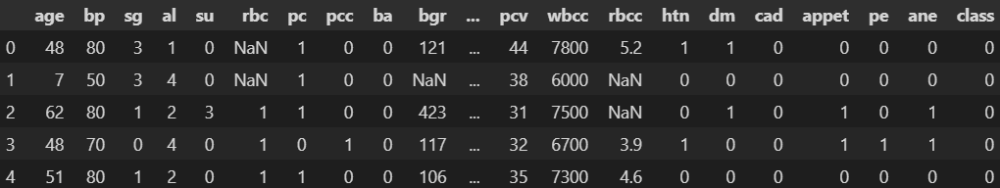 age bp sg al su rbc pc pcc ba bgr ... pcv wbcc rbcc htn dm cad appet pe ane class
0 48 80 3 1 0 NaN 1 0 0 121 ... 44 7800 5.2 1 1 0 0 0 0 0
1 7 50 3 4 0 NaN 1 0 0 NaN ... 38 6000 NaN 0 0 0 0 0 0 0
2 62 80 1 2 3 1 1 0 0 423 ... 31 7500 NaN 0 1 0 1 0 1 0
3 48 70 0 4 0 1 0 1 0 117 ... 32 6700 3.9 1 0 0 1 1 1 0
4 51 80 1 2 0 1 1 0 0 106 ... 35 7300 4.6 0 0 0 0 0 0 0